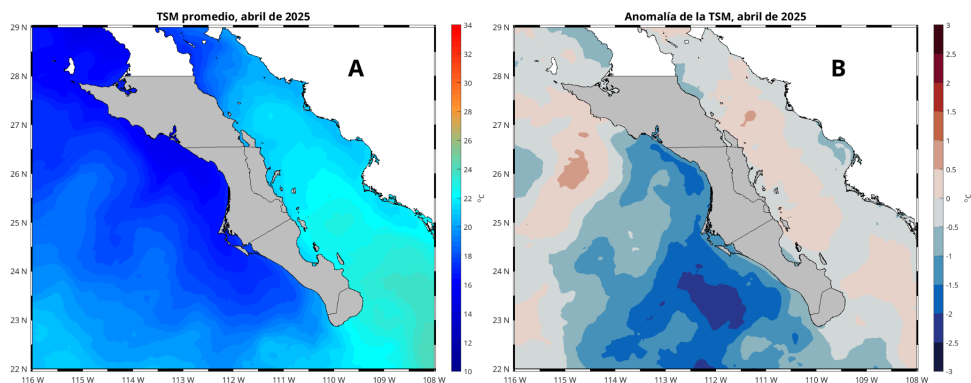 TSM promedio, abril de 2025
29 N
28 N
27 N
26 N
25 N
24 N
23 N
22 N
116 W 115 W 114 W 113 W 112 W 111 W 110 W 109 W 108 W
A
34
32
30
28
26
24
22
20
18
16
14
12
10
ºC
Anomalía de la TSM, abril de 2025
29 N
28 N
27 N
26 N
25 N
24 N
23 N
22 N
116 W 115 W 114 W 113 W 112 W 111 W 110 W 109 W 108 W
B
3
2.5
2
1.5
1
0.5
0
-0.5
-1
-1.5
-2
-2.5
-3
ºC